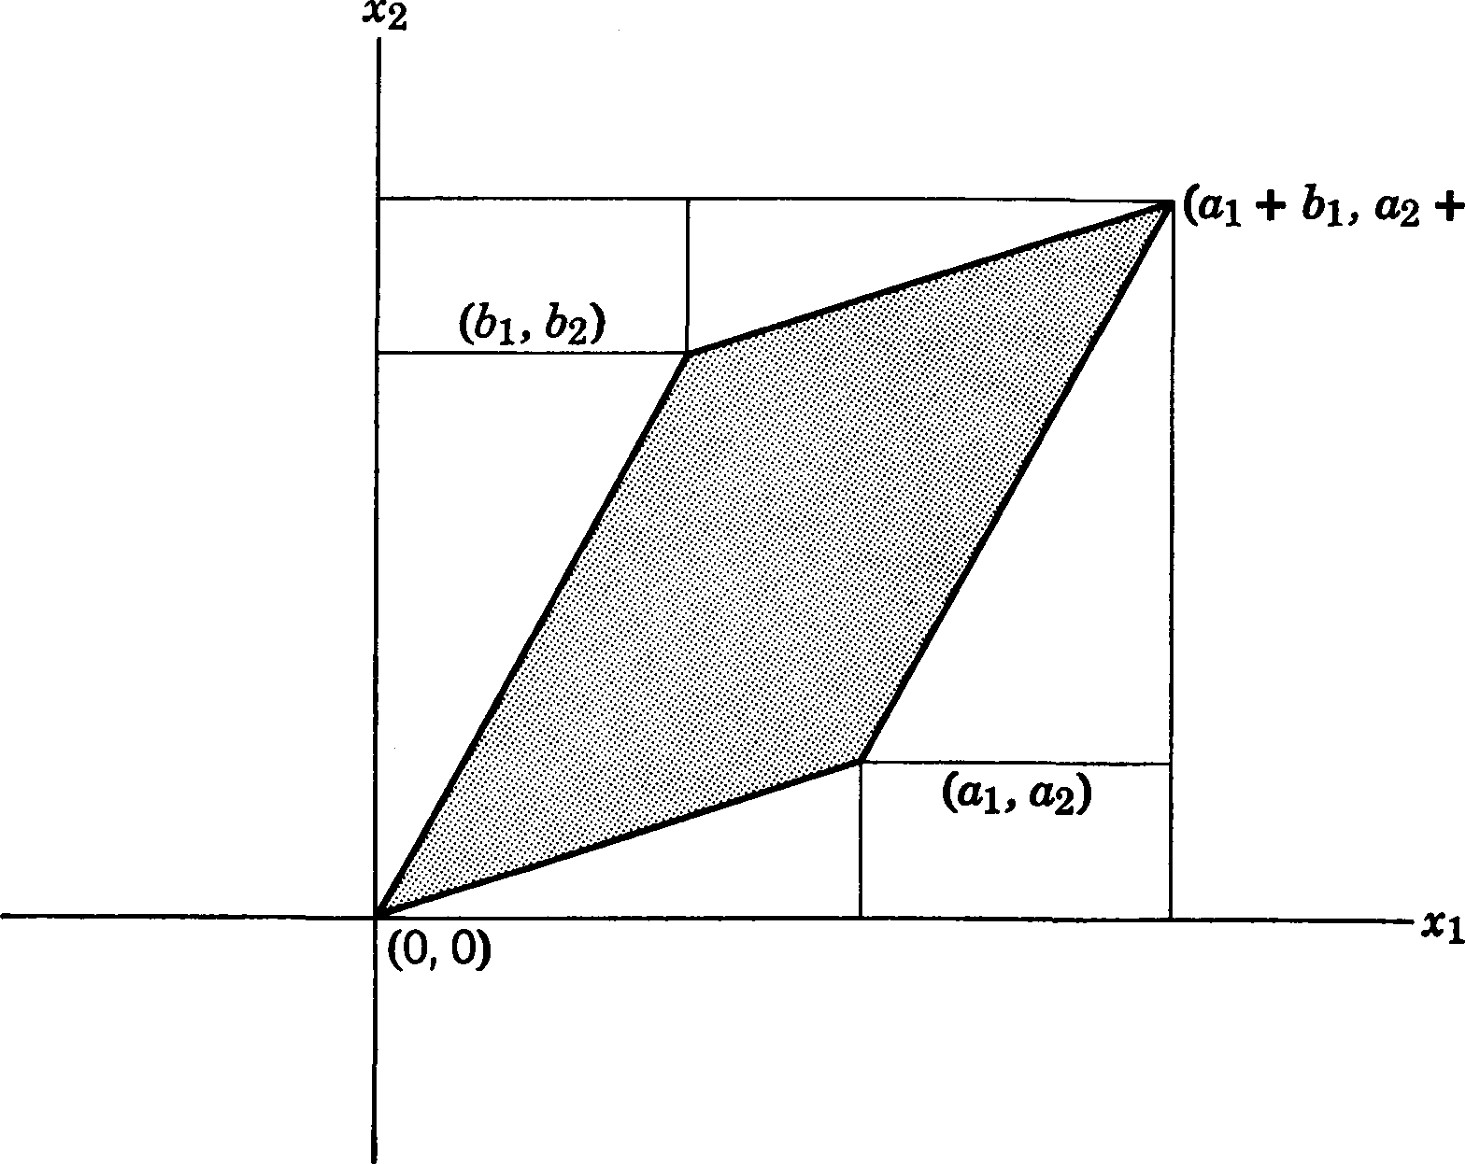 x₂
(a₁ + b₁, a₂ +
(b₁, b₂)
(a₁, a₂)
x₁
(0, 0)